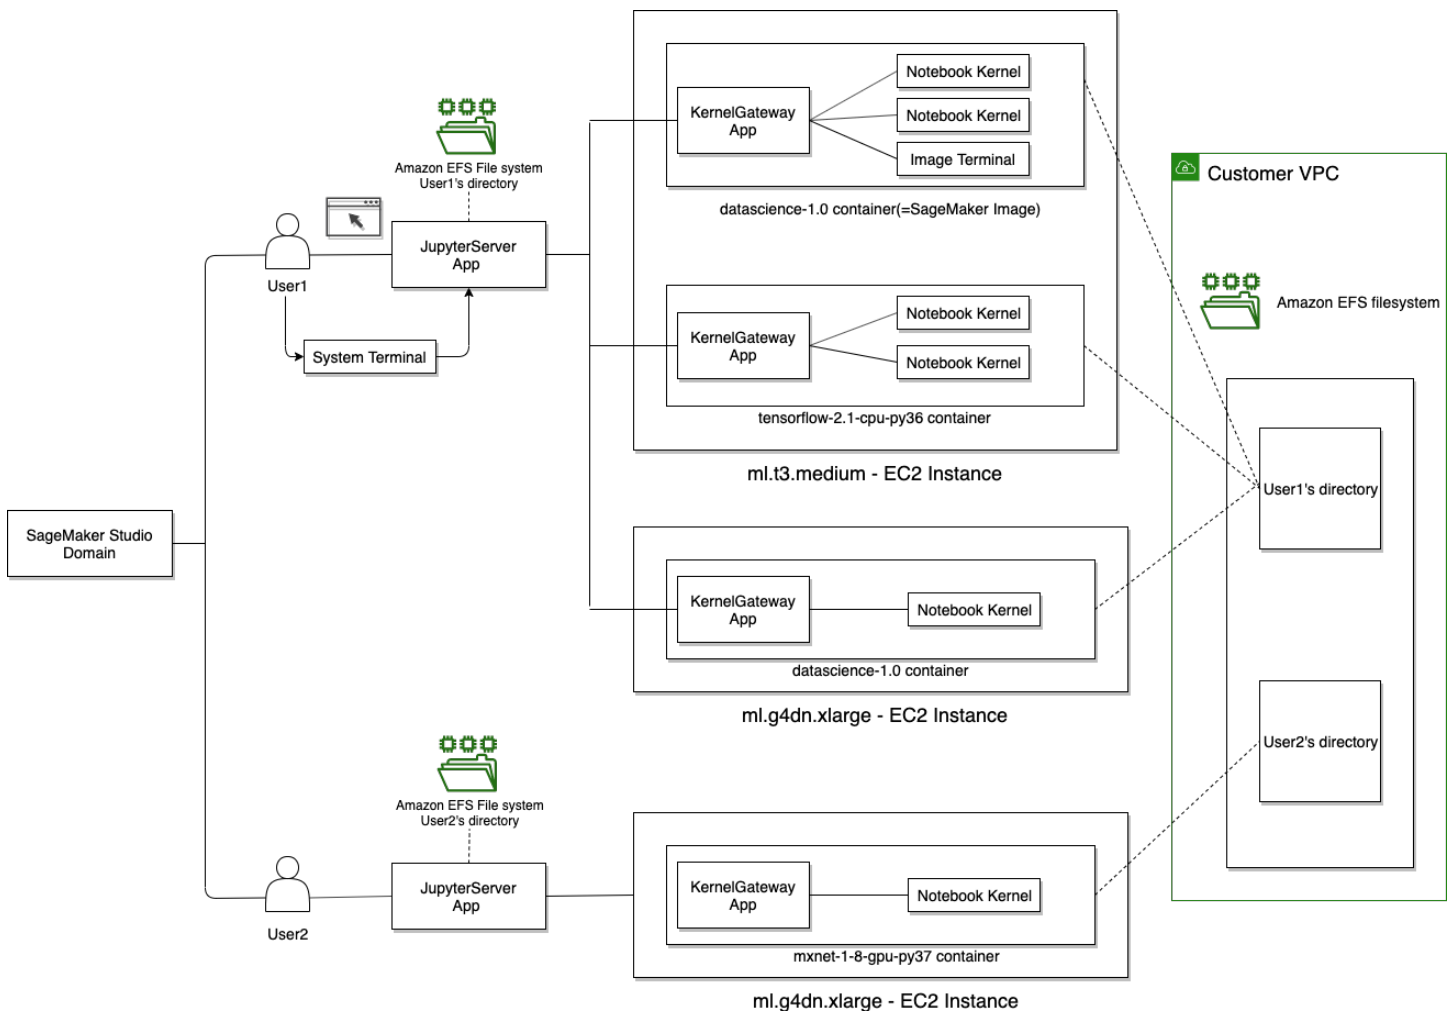 Notebook Kernel
KernelGateway
App
Notebook Kernel
Image Terminal
datascience-1.0 container(=SageMaker Image)
Amazon EFS File system
User1's directory
JupyterServer
App
User1
System Terminal
Notebook Kernel
KernelGateway
App
Notebook Kernel
tensorflow-2.1-cpu-py36 container
ml.t3.medium - EC2 Instance
Customer VPC
Amazon EFS filesystem
User1's directory
User2's directory
SageMaker Studio
Domain
KernelGateway
App
Notebook Kernel
datascience-1.0 container
ml.g4dn.xlarge - EC2 Instance
Amazon EFS File system
User2's directory
JupyterServer
App
User2
KernelGateway
App
Notebook Kernel
mxnet-1-8-gpu-py37 container
ml.g4dn.xlarge - EC2 Instance